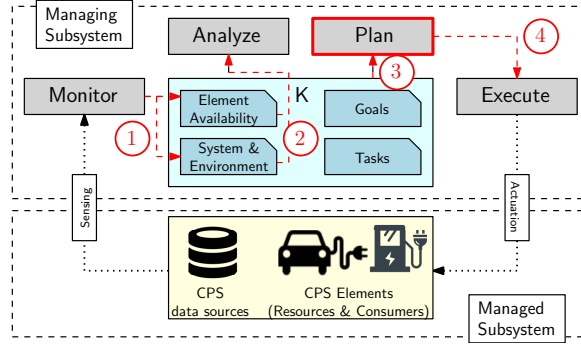 Managing
Subsystem
Analyze
Plan
4
3
Monitor
K
Execute
Element
Availability
Goals
1
2
System &
Environment
Tasks
Sensing
Actuation
CPS
data sources
CPS Elements
(Resources & Consumers)
Managed
Subsystem